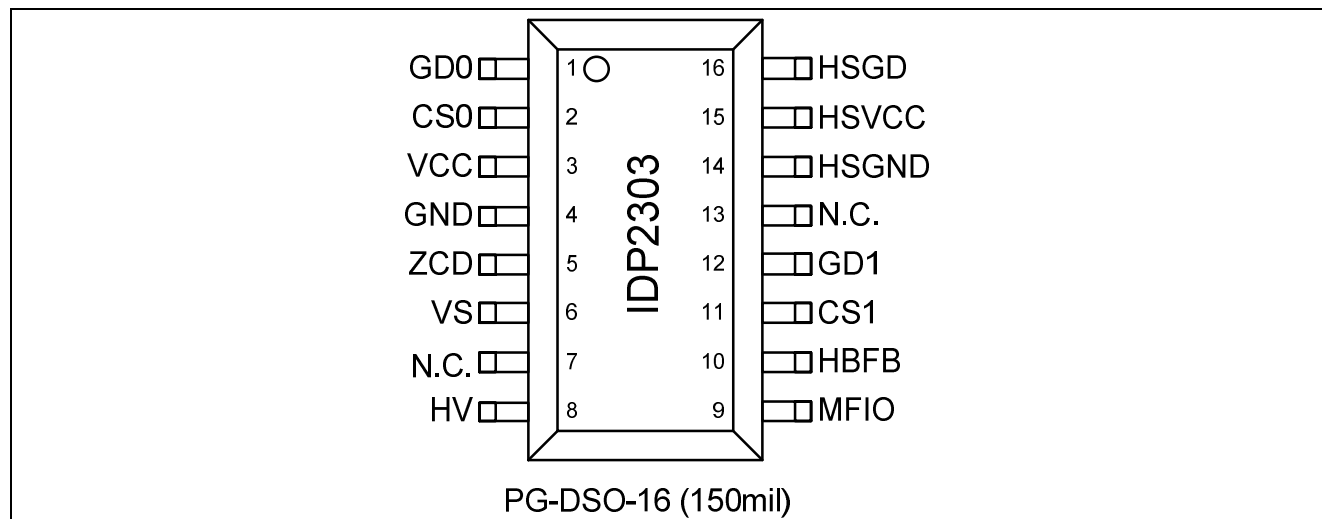 GD0 1 16 HSGD
CS0 2 15 HSVCC
VCC 3 14 HSGND
GND 4 13 N.C.
ZCD 5 12 GD1
VS 6 11 CS1
N.C. 7 10 HBFB
HV 8 9 MFIO
IDP2303
PG-DSO-16 (150mil)